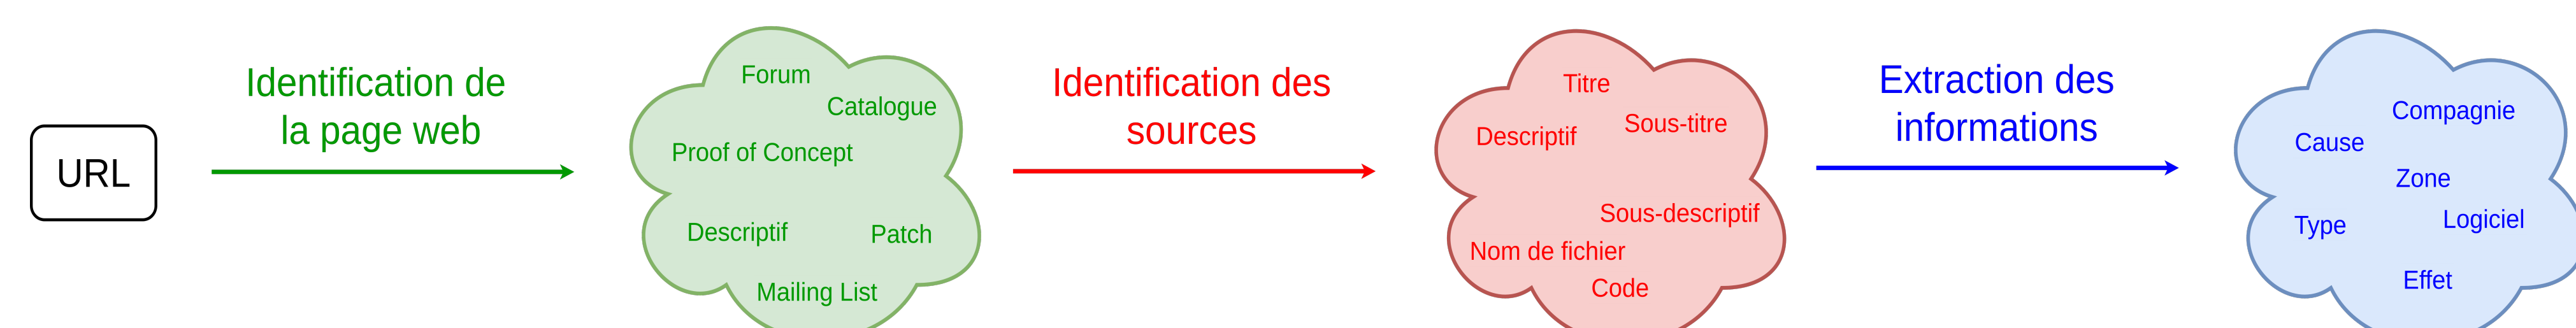 URL
Identification de
la page web
Forum
Catalogue
Proof of Concept
Descriptif
Patch
Mailing List
Identification des
sources
Titre
Sous-titre
Descriptif
Sous-descriptif
Nom de fichier
Code
Extraction des
informations
Compagnie
Cause
Zone
Logiciel
Type
Effet